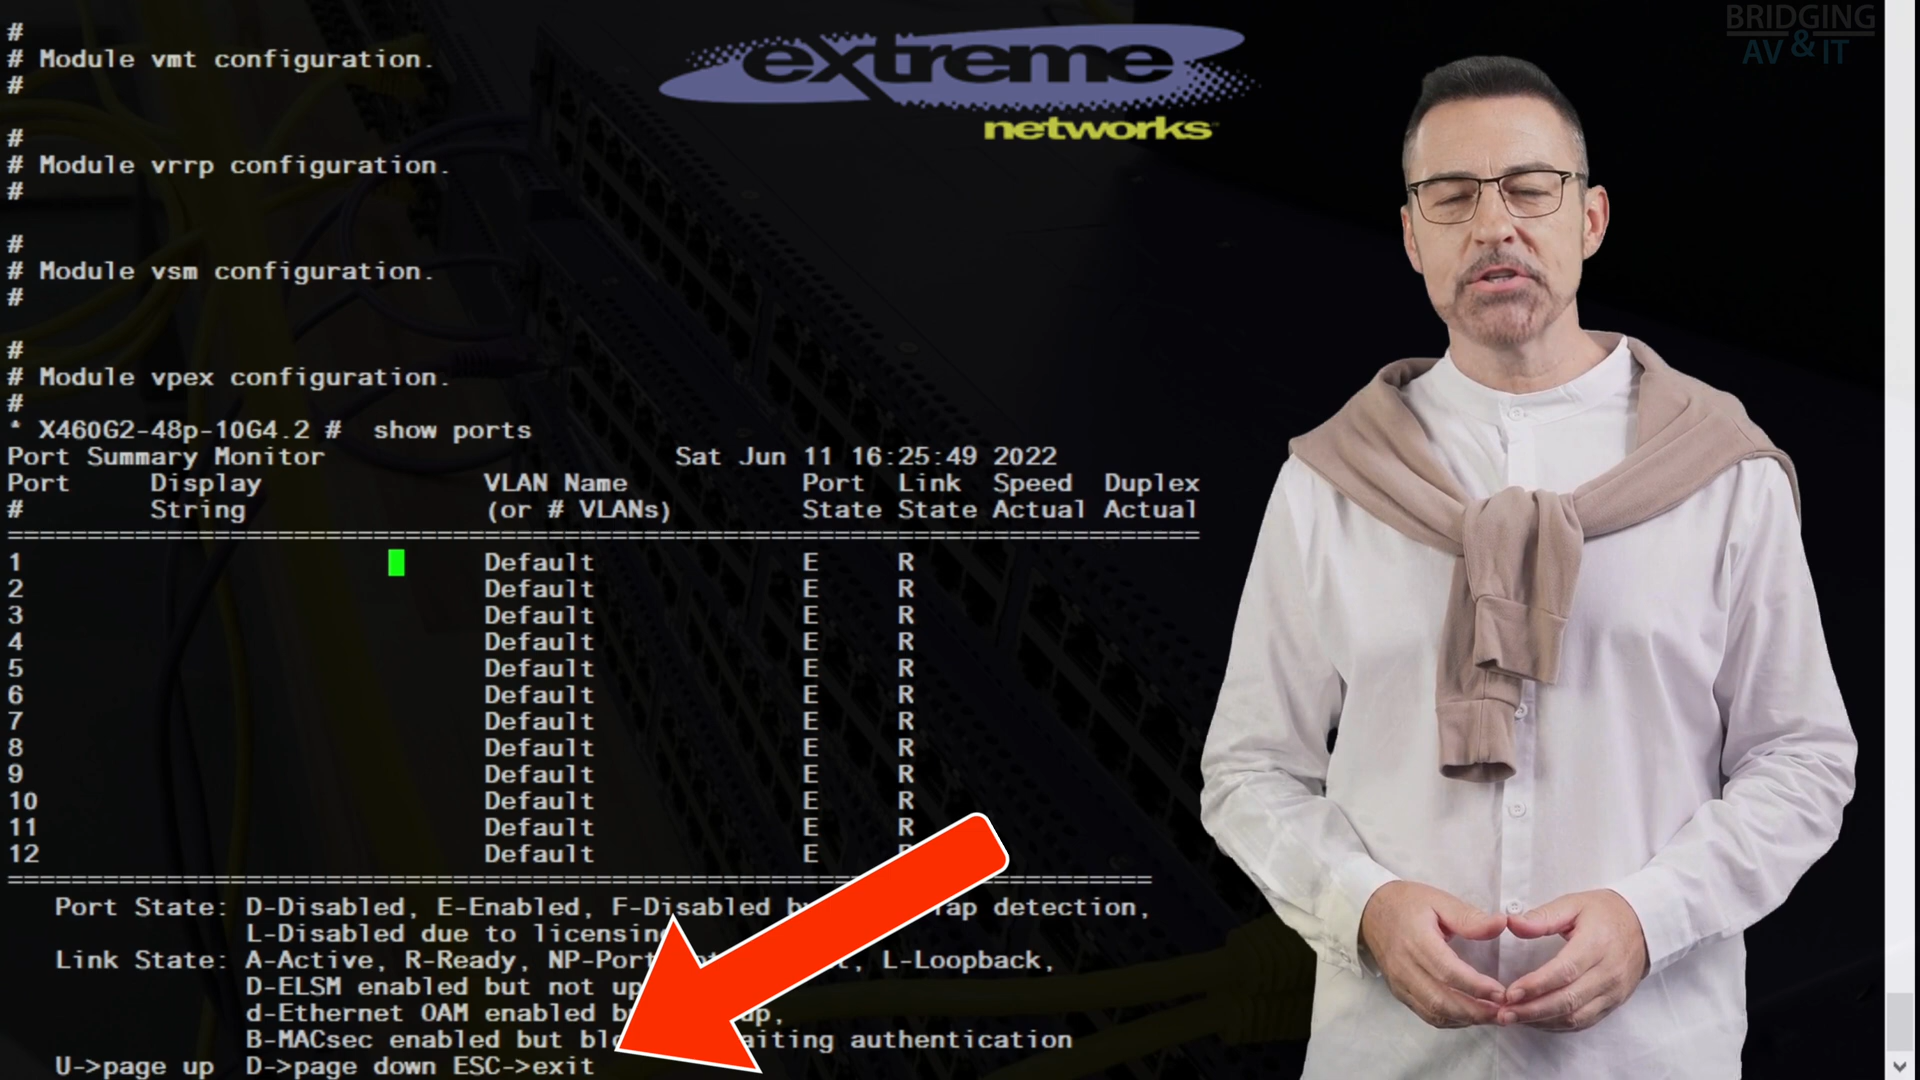 BRIDGING
AV & IT
extreme
networks
#
# Module vmt configuration.
#
#
# Module vrrp configuration.
#
#
# Module vsm configuration.
#
#
# Module vpex configuration.
#
* X460G2-48p-10G4.2 # show ports
Port Summary Monitor Sat Jun 11 16:25:49 2022
Port Display VLAN Name Port Link Speed Duplex
# String (or # VLANs) State State Actual Actual
==========
1 Default E R
2 Default E R
3 Default E R
4 Default E R
5 Default E R
6 Default E R
7 Default E R
8 Default E R
9 Default E R
10 Default E R
11 Default E R
12 Default E
==========
Port State: D-Disabled, E-Enabled, F-Disabled detection,
L-Disabled due to
Link State: A-Active, R-Ready, L-Loopback,
D-ELSM enabled but not up
d-Ethernet OAM enabled
B-MACsec enabled but authentication
U->page up D->page down ESC->exit